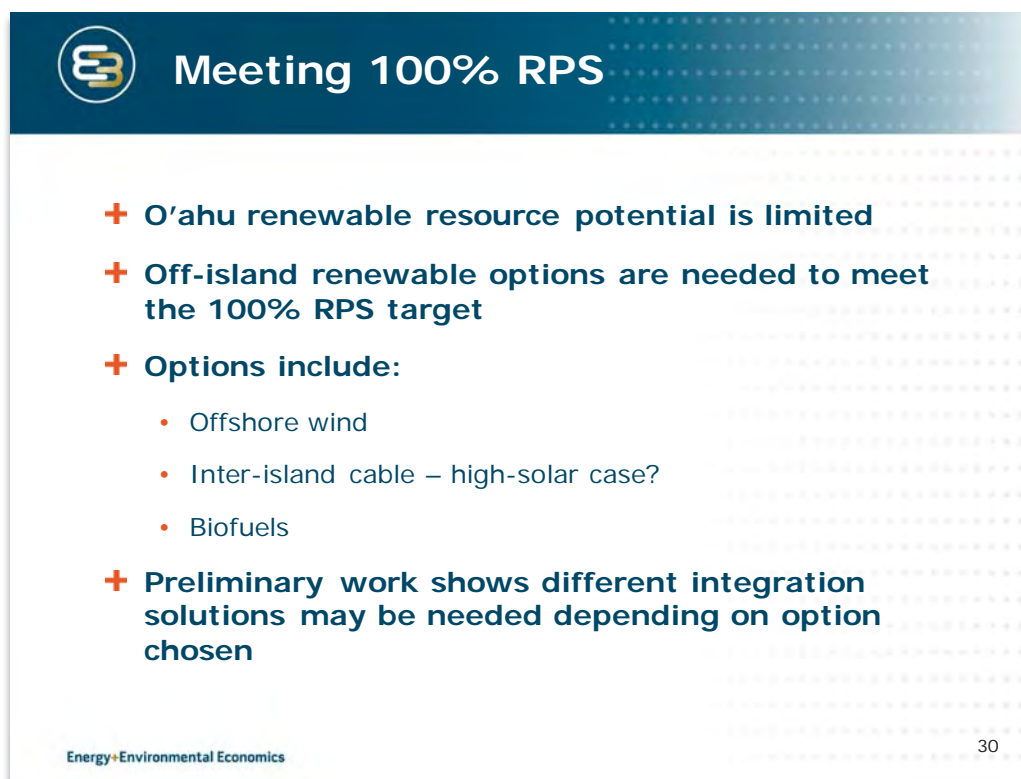 Meeting 100% RPS
+ O'ahu renewable resource potential is limited
+ Off-island renewable options are needed to meet
the 100% RPS target
+ Options include:
• Offshore wind
• Inter-island cable – high-solar case?
• Biofuels
+ Preliminary work shows different integration
solutions may be needed depending on option
chosen
Energy+Environmental Economics
30